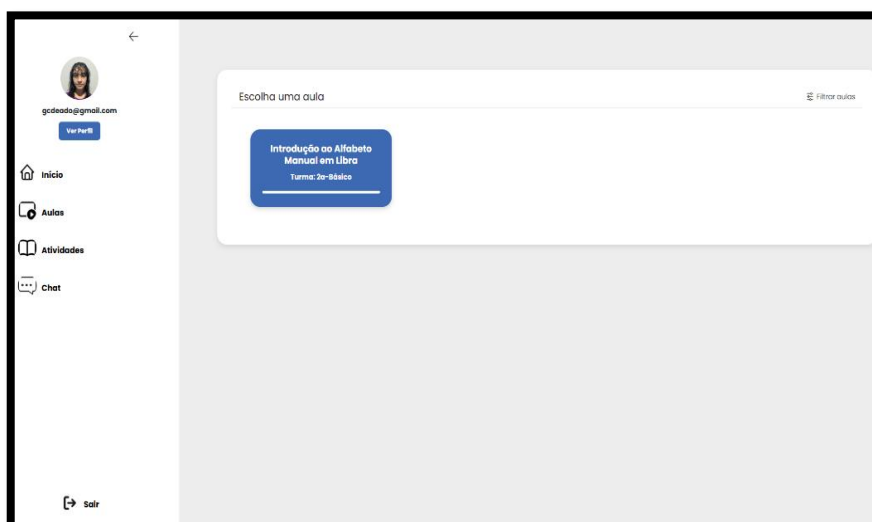 gcdeado@gmail.com
Ver Perfil
Início
Aulas
Atividades
Chat
Sair
Escolha uma aula
Filtrar aulas
Introdução ao Alfabeto
Manual em Libra
Turma: 2a-Básico